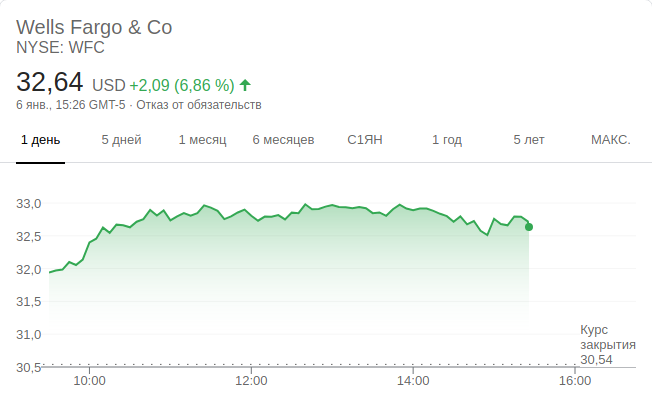 Wells Fargo & Co
NYSE: WFC
32,64 USD +2,09 (6,86 %)
6 янв., 15:26 GMT-5 · Отказ от обязательств
1 день 5 дней 1 месяц 6 месяцев С1ЯН 1 год 5 лет МАКС.
33,0
32,5
32,0
31,5
31,0
30,5
Курс
закрытия
30,54
10:00 12:00 14:00 16:00